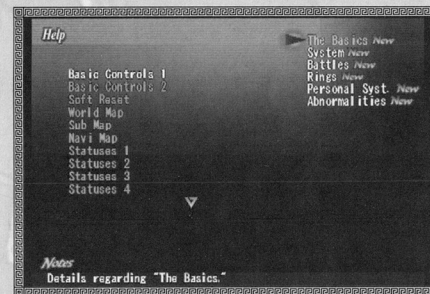 Help
The Basics New
System New
Battles New
Rings New
Personal Syst. New
Abnormalities New
Basic Controls 1
Basic Controls 2
Soft Reset
World Map
Sub Map
Navi Map
Statuses 1
Statuses 2
Statuses 3
Statuses 4
Notes
Details regarding "The Basics."